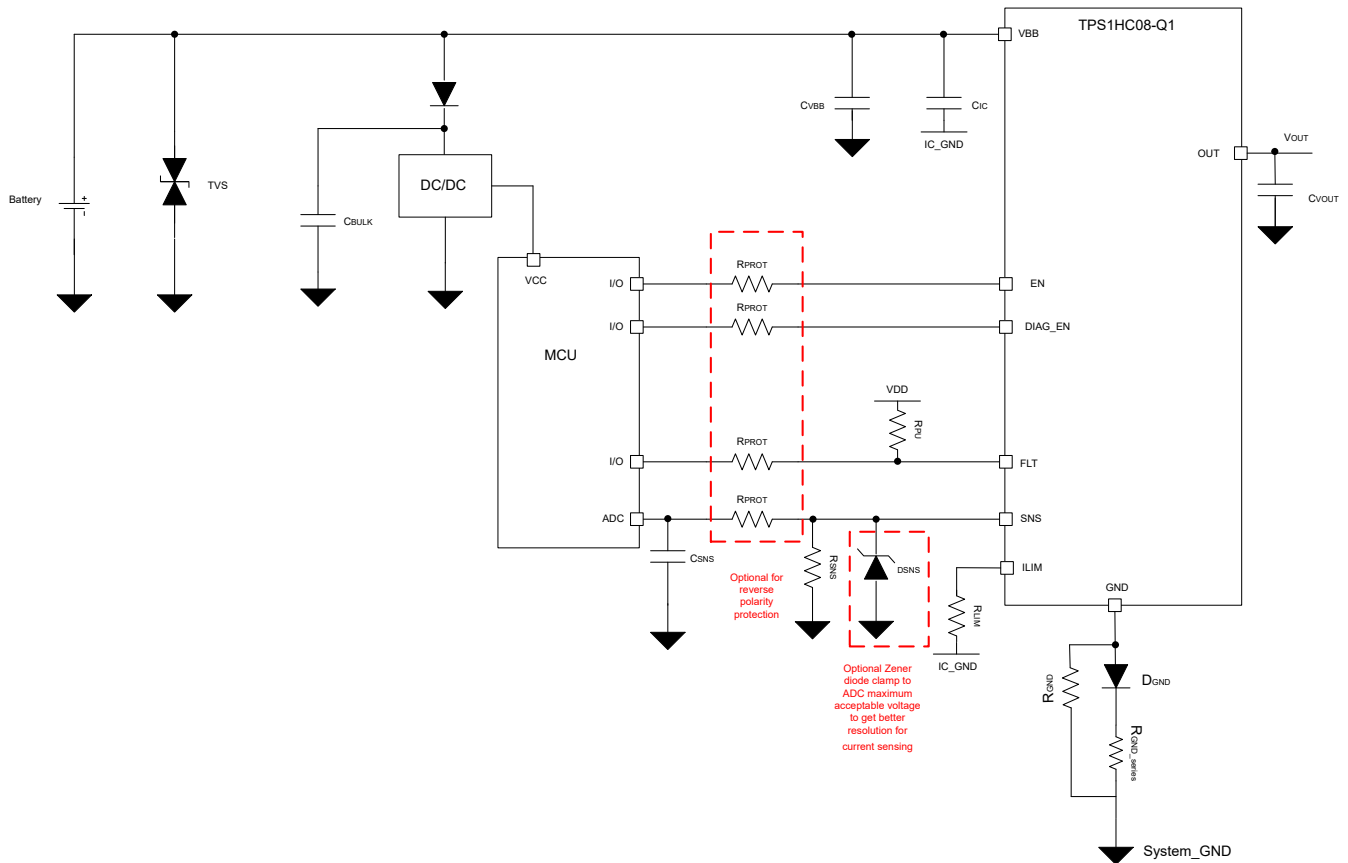 TPS1HC08-Q1
VBB
CVBB
CIC
IC_GND
VOUT
OUT
CVOUT
Battery
+
-
TVS
DC/DC
CBULK
VCC
RPROT
I/O
EN
RPROT
I/O
DIAG_EN
MCU
VDD
RPU
RPROT
I/O
FLT
RPROT
ADC
SNS
CSNS
RSNS
DSNS
ILIM
Optional for
reverse
polarity
protection
RLIM
IC_GND
GND
Optional Zener
diode clamp to
ADC maximum
acceptable voltage
to get better
resolution for
current sensing
RGND
DGND
RGND_series
System_GND